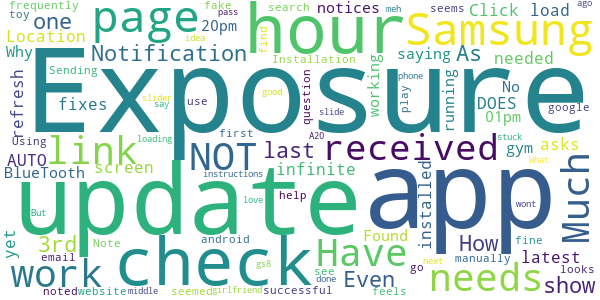 frequently one page hour notices search seems Click load pass meh Samsung ago
toy fake 20pm
Location find idea saying As needed
Why Notification Installation
Exposure
Sending working question play phone running No google
refresh fixes slider say use good slide DOES 01pm
Using link NOT first last received A20 gym stuck asks
AUTO loading instructions infinite What
BlueTooth screen update help love app installed wont Much
yet 3rd But Note android Have Found How fine manually latest
email check see go looks
work gs8 done Even next needs show
noted website middle seemed girlfriend successful feels